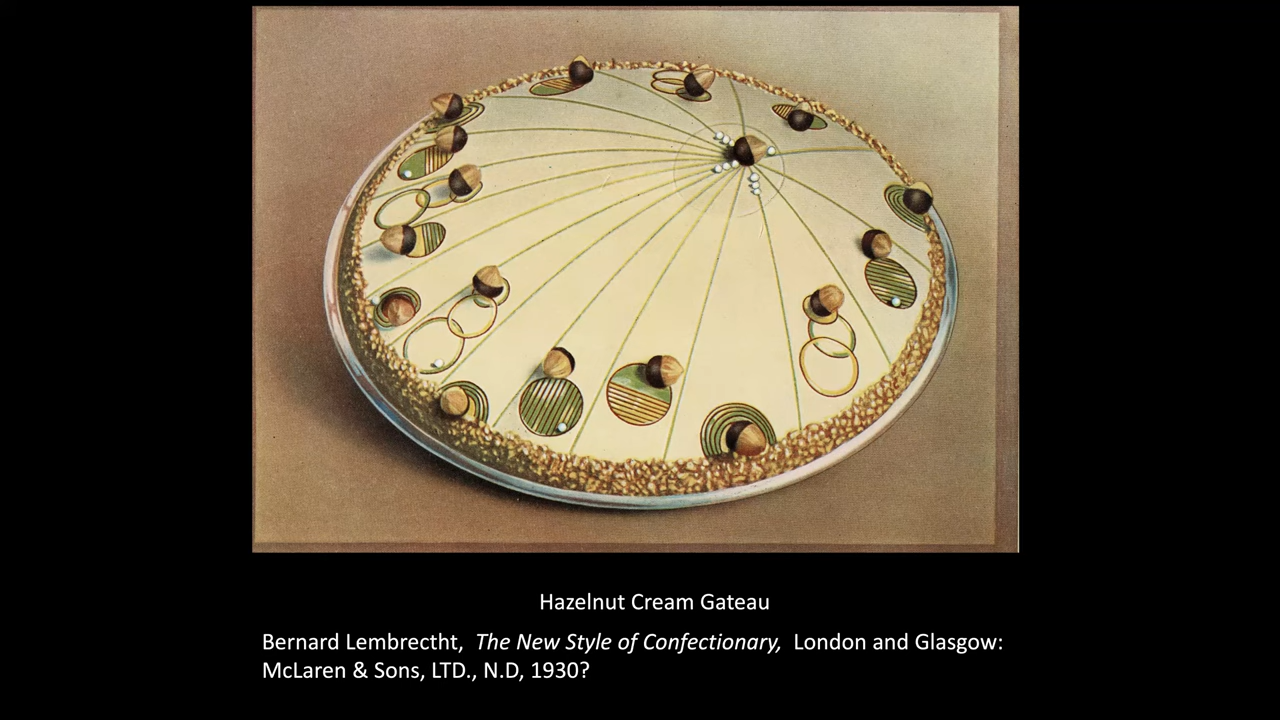 Hazelnut Cream Gateau
Bernard Lembrectht, The New Style of Confectionary, London and Glasgow:
McLaren & Sons, LTD., N.D, 1930?